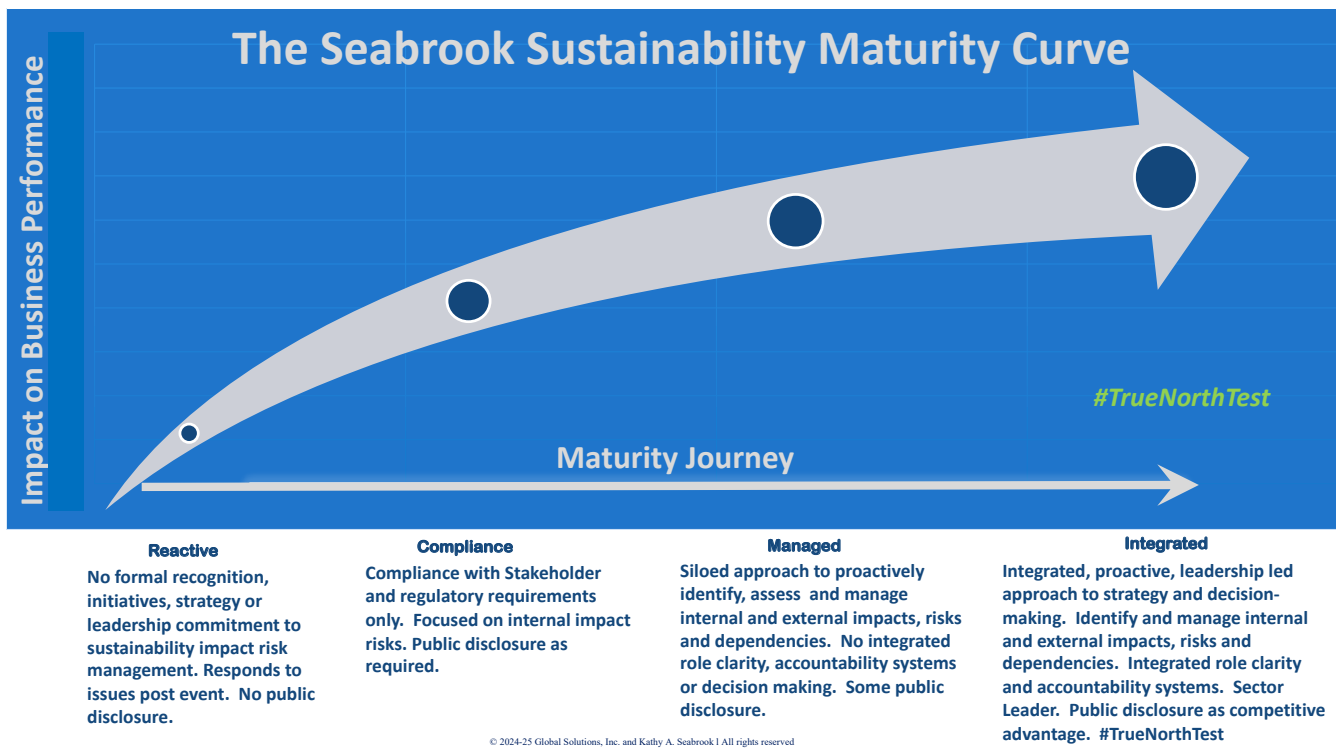 The Seabrook Sustainability Maturity Curve
Impact on Business Performance
#TrueNorthTest
Maturity Journey
Reactive
No formal recognition,
initiatives, strategy or
leadership commitment to
sustainability impact risk
management. Responds to
issues post event.  No public
disclosure.
Compliance
Compliance with Stakeholder
and regulatory requirements
only.  Focused on internal impact
risks. Public disclosure as
required.
Managed
Siloed approach to proactively
identify, assess  and manage
internal and external impacts, risks
and dependencies.  No integrated
role clarity, accountability systems
or decision making.  Some public
disclosure.
Integrated
Integrated, proactive, leadership led
approach to strategy and decision-
making.  Identify and manage internal
and external impacts, risks and
dependencies.  Integrated role clarity
and accountability systems.  Sector
Leader.  Public disclosure as competitive
advantage.  #TrueNorthTest
© 2024-25 Global Solutions, Inc. and Kathy A. Seabrook l All rights reserved